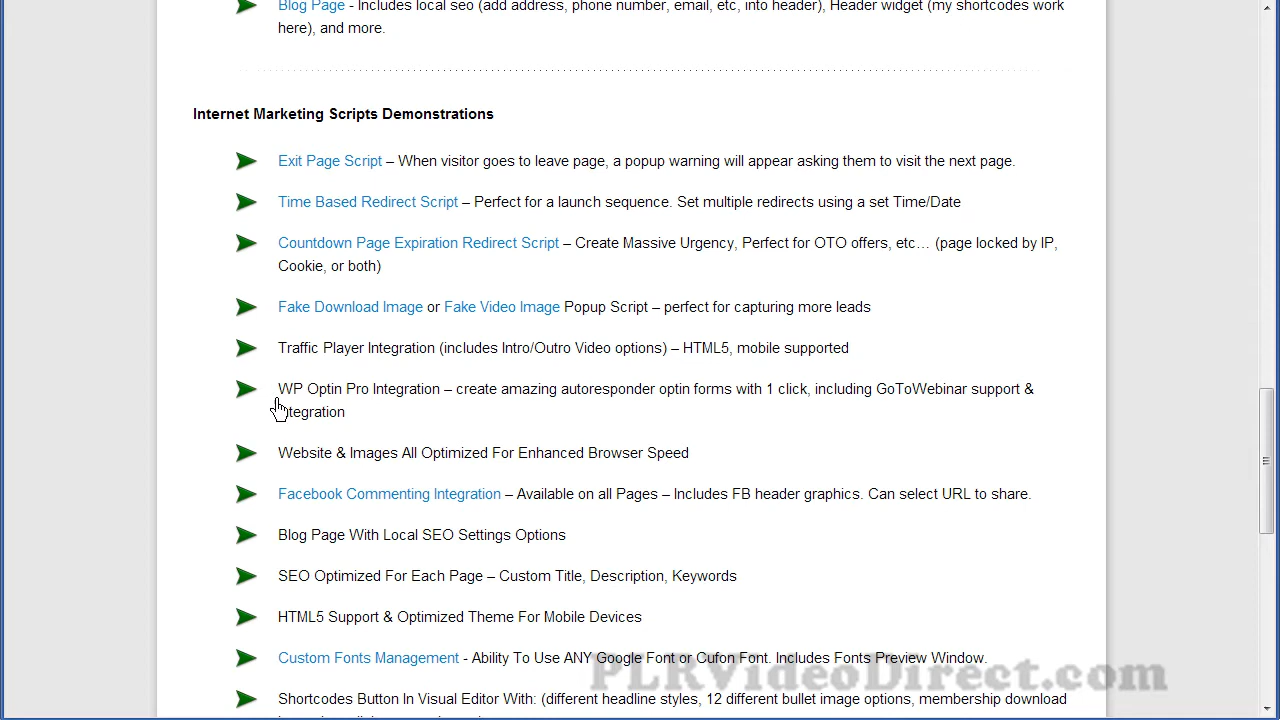 Blog Page - Includes local seo (add address, phone number, email, etc, into header), Header widget (my shortcodes work
here), and more.
Internet Marketing Scripts Demonstrations
Exit Page Script – When visitor goes to leave page, a popup warning will appear asking them to visit the next page.
Time Based Redirect Script – Perfect for a launch sequence. Set multiple redirects using a set Time/Date
Countdown Page Expiration Redirect Script – Create Massive Urgency, Perfect for OTO offers, etc… (page locked by IP,
Cookie, or both)
Fake Download Image or Fake Video Image Popup Script – perfect for capturing more leads
Traffic Player Integration (includes Intro/Outro Video options) – HTML5, mobile supported
WP Optin Pro Integration – create amazing autoresponder optin forms with 1 click, including GoToWebinar support &
integration
Website & Images All Optimized For Enhanced Browser Speed
Facebook Commenting Integration – Available on all Pages – Includes FB header graphics. Can select URL to share.
Blog Page With Local SEO Settings Options
SEO Optimized For Each Page – Custom Title, Description, Keywords
HTML5 Support & Optimized Theme For Mobile Devices
Custom Fonts Management - Ability To Use ANY Google Font or Cufon Font. Includes Fonts Preview Window.
PLRVideoDirect.com
Shortcodes Button In Visual Editor With: (different headline styles, 12 different bullet image options, membership download